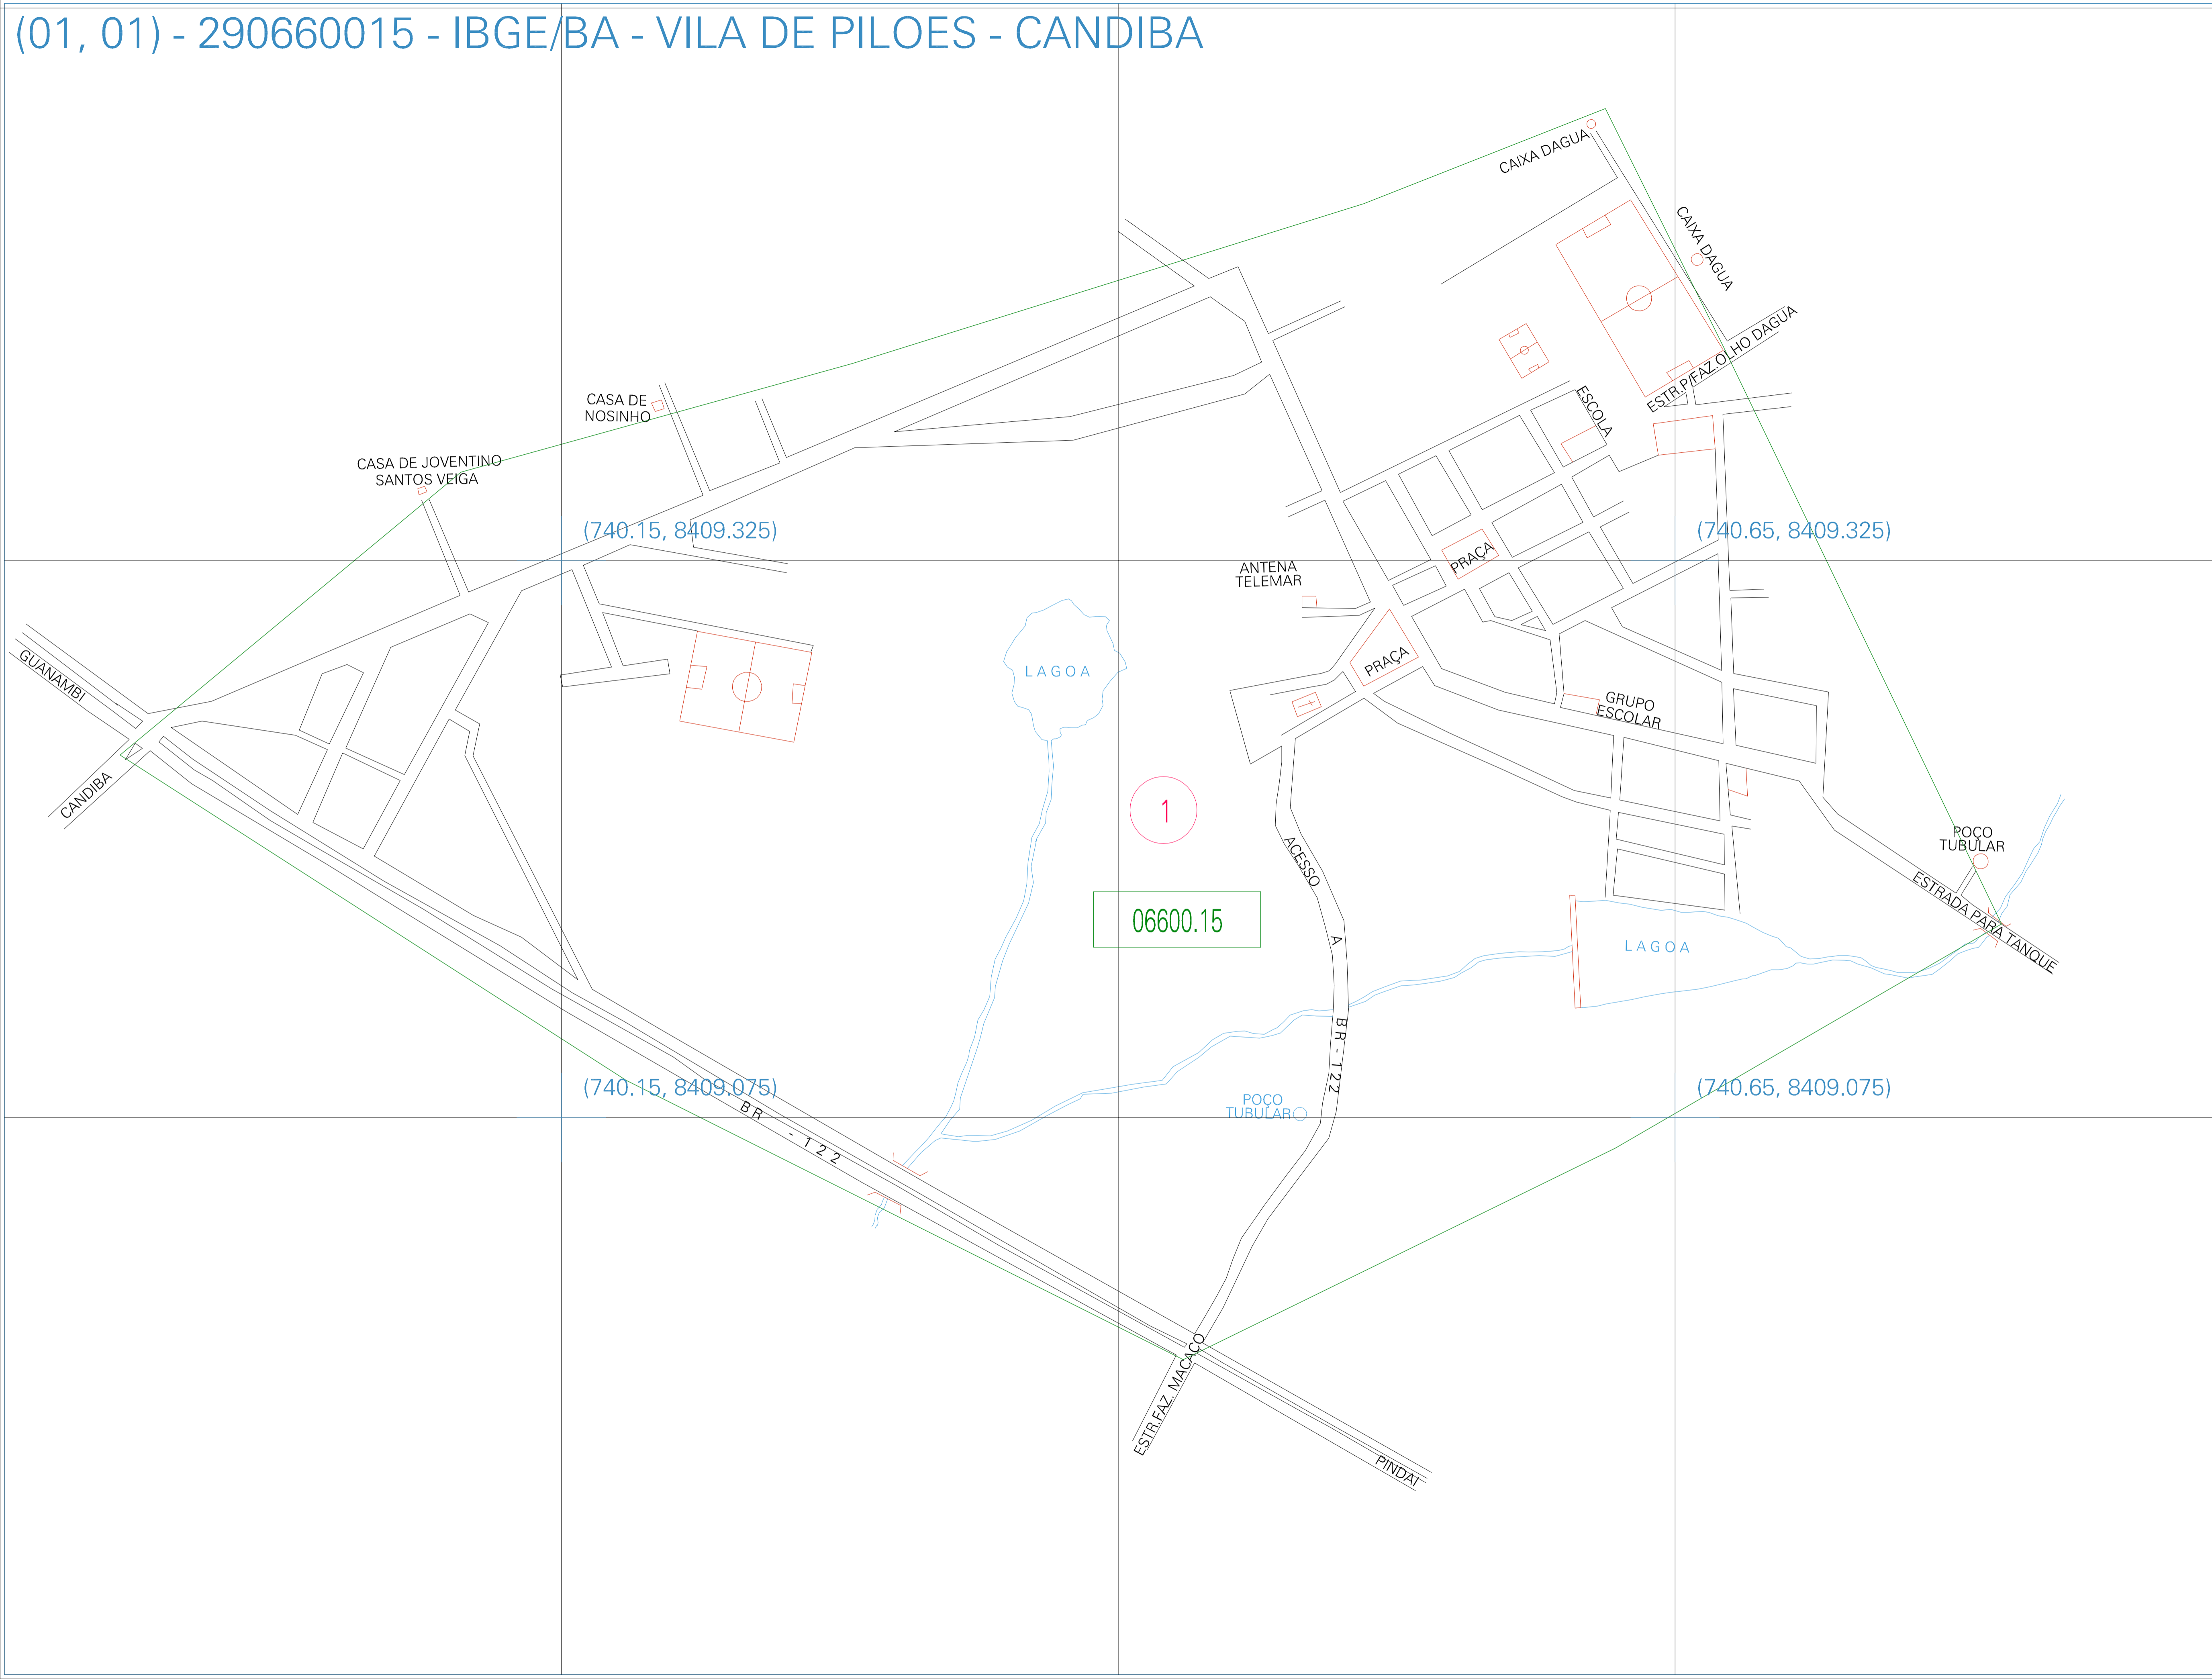 (01, 01) - 290660015 - IBGE/BA - VILA DE PILOES - CANDIBA
CAIXA DAGUA
CAIXA DAGUA
ESTR.P/FAZ.OLHO DAGUA
CASA DE
NOSINHO
ESCOLA
CASA DE JOVENTINO
SANTOS VEIGA
(740.15, 8409.325)
(740.65, 8409.325)
PRAÇA
ANTENA
TELEMAR
GUANAMBI
LAGOA
PRAÇA
GRUPO
ESCOLAR
CANDIBA
1
POÇO
TUBULAR
ACESSO A BR-122
06600.15
ESTRADA PARA TANQUE
LAGOA
(740.15, 8409.075)
(740.65, 8409.075)
BR - 122
POÇO
TUBULAR
ESTR.FAZ. MACACO
PINDAI